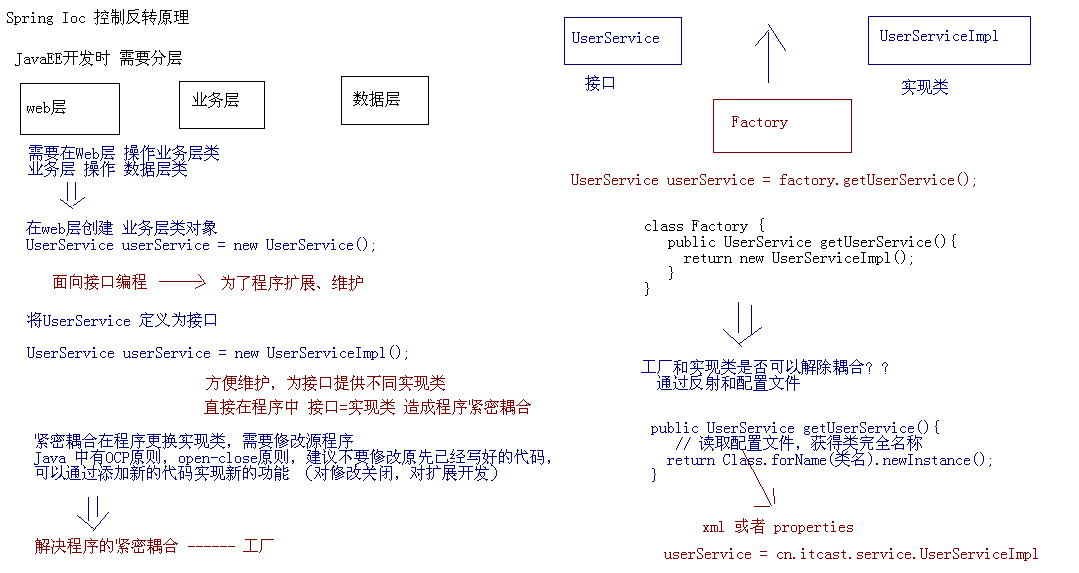 Spring Ioc 控制反转原理
JavaEE开发时 需要分层
web层
业务层
数据层
需要在Web层 操作业务层类
业务层 操作 数据层类
在web层创建 业务层类对象
UserService userService = new UserService();
面向接口编程
为了程序扩展、维护
将UserService 定义为接口
UserService userService = new UserServiceImpl();
方便维护，为接口提供不同实现类
直接在程序中 接口=实现类 造成程序紧密耦合
紧密耦合在程序更换实现类，需要修改源程序
Java 中有OCP原则，open-close原则，建议不要修改原先已经写好的代码，
可以通过添加新的代码实现新的功能 （对修改关闭，对扩展开发）
解决程序的紧密耦合 ------ 工厂
UserService
接口
UserServiceImpl
实现类
Factory
UserService userService = factory.getUserService();
class Factory {
public UserService getUserService(){
return new UserServiceImpl();
}
}
工厂和实现类是否可以解除耦合？？
通过反射和配置文件
public UserService getUserService(){
// 读取配置文件，获得类完全名称
return Class.forName(类名).newInstance();
}
xml 或者 properties
userService = cn.itcast.service.UserServiceImpl